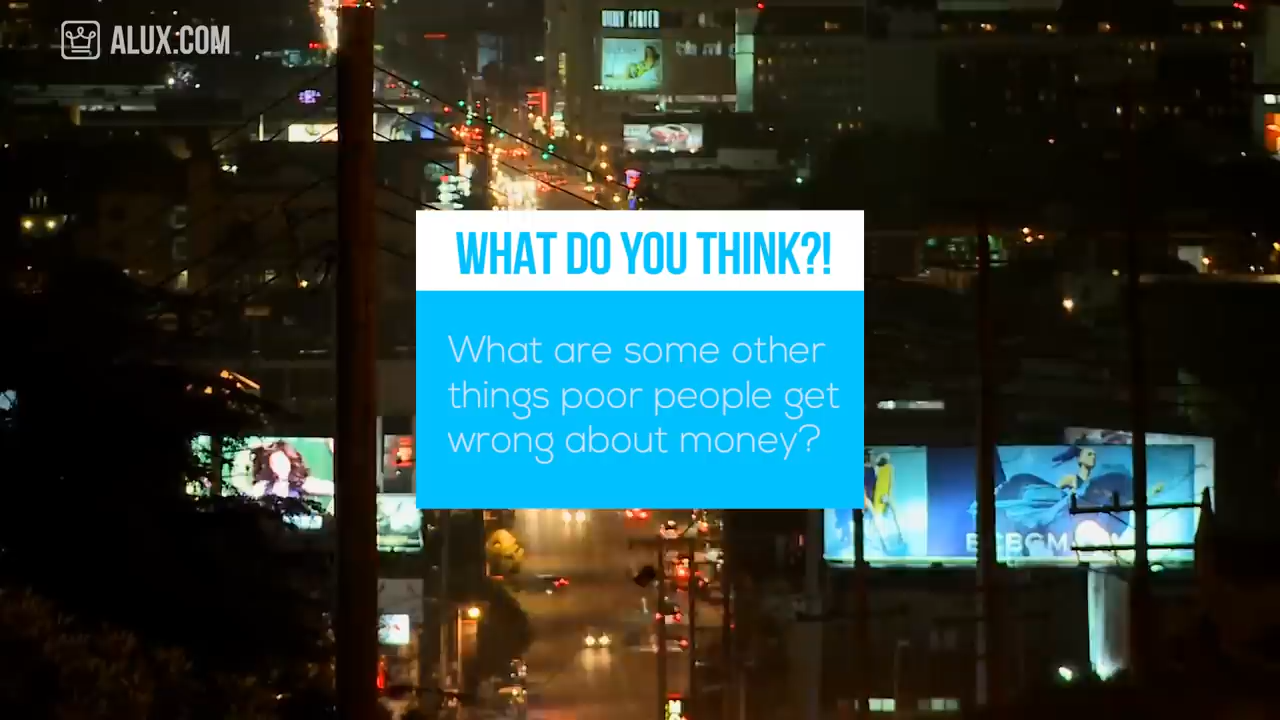 ALUX.COM
WHAT DO YOU THINK?!
What are some other
things poor people get
wrong about money?